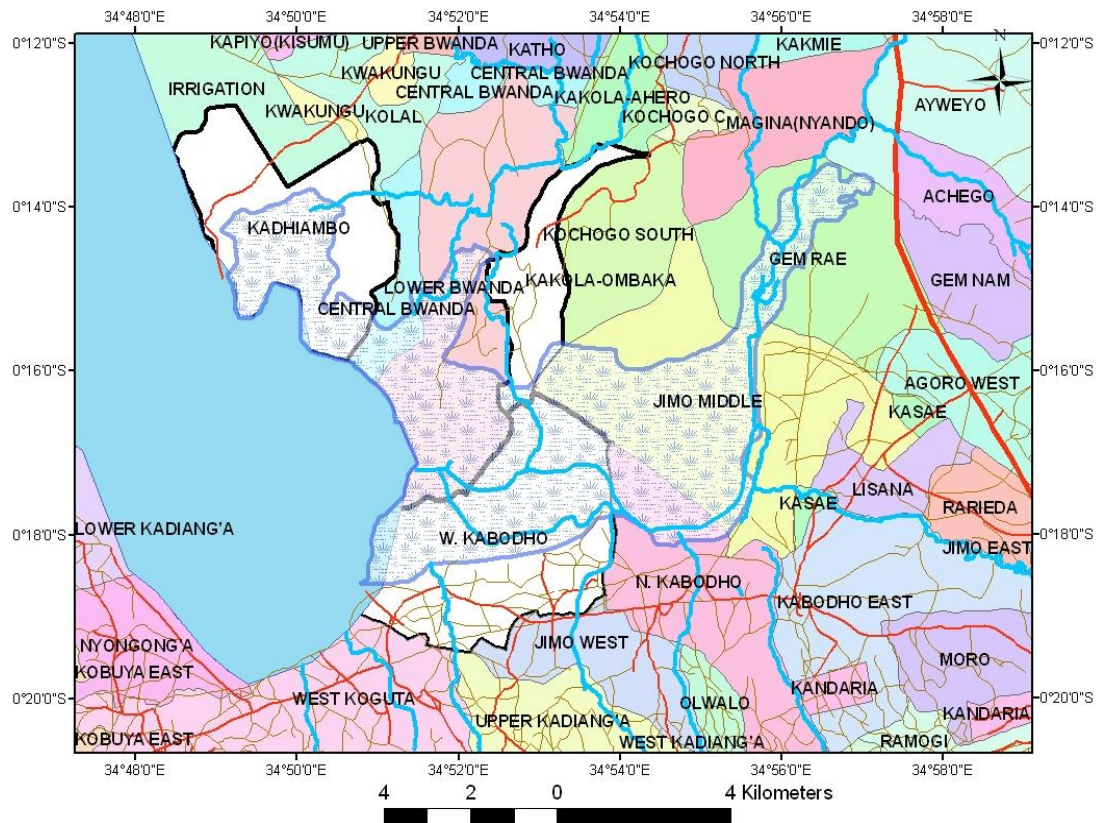 34°48'0"E 34°50'0"E 34°52'0"E 34°54'0"E 34°56'0"E 34°58'0"E
0°12'0"S 0°12'0"S
KAPIYO(KISUMU) UPPER BWANDA KATHO KAKMIE N
KWAKUNGU CENTRAL BWANDA KOCHOGO NORTH
IRRIGATION CENTRAL BWANDA KAKOLA-AHERO AYWEYO
KWAKUNGU KOLAL KOCHOGO C MAGINA(NYANDO)
0°14'0"S ACHEGO 0°14'0"S
KADHIAMBO KOCHOGO SOUTH
GEM RAE
KAKOLA-OMBAKA GEM NAM
LOWER BWANDA
CENTRAL BWANDA
0°16'0"S 0°16'0"S
AGORO WEST
JIMO MIDDLE KASAE
LISANA
KASAE RARIEDA
LOWER KADIANG'A
0°18'0"S W. KABODHO 0°18'0"S
JIMO EAST
N. KABODHO
KABODHO EAST
NYONGONG'A JIMO WEST
MORO
KOBUYA EAST
0°20'0"S WEST KOGUTA OLWALO KANDARIA 0°20'0"S
UPPER KADIANG'A KANDARIA
KOBUYA EAST WEST KADIANG'A RAMOGI
34°48'0"E 34°50'0"E 34°52'0"E 34°54'0"E 34°56'0"E 34°58'0"E
4 2 0 4 Kilometers